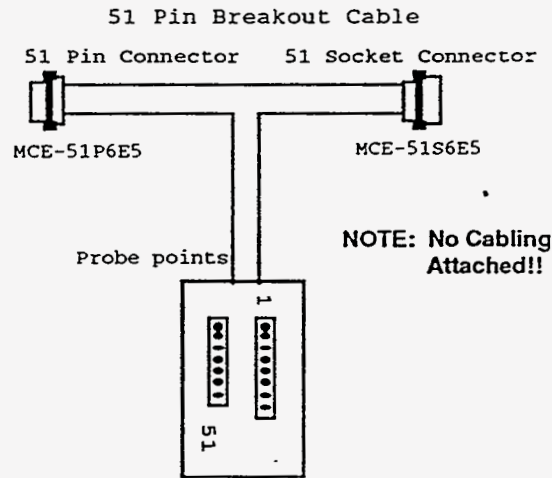 51 Pin Breakout Cable
51 Pin Connector
51 Socket Connector
MCE-51P6E5
MCE-51S6E5
NOTE: No Cabling
Attached!!
Probe points
1
51